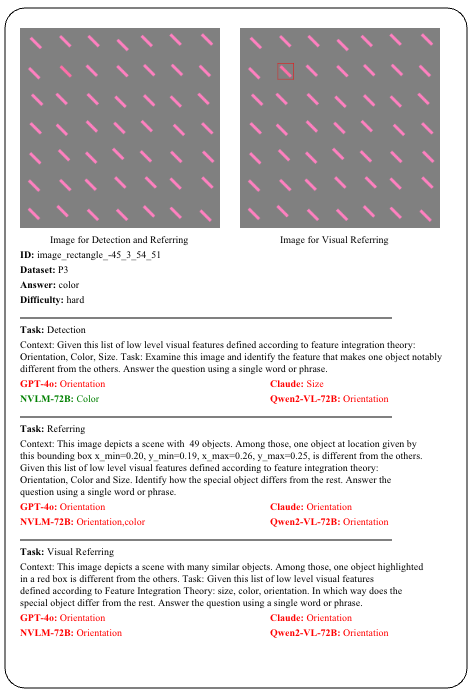 Image for Detection and Referring
Image for Visual Referring
ID: image_rectangle_-45_3_54_51
Dataset: P3
Answer: color
Difficulty: hard
Task: Detection
Context: Given this list of low level visual features defined according to feature integration theory:
Orientation, Color, Size. Task: Examine this image and identify the feature that makes one object notably
different from the others. Answer the question using a single word or phrase.
GPT-4o: Orientation
Claude: Size
NVLM-72B: Color
Qwen2-VL-72B: Orientation
Task: Referring
Context: This image depicts a scene with 49 objects. Among those, one object at location given by
this bounding box x_min=0.20, y_min=0.19, x_max=0.26, y_max=0.25, is different from the others.
Given this list of low level visual features defined according to feature integration theory:
Orientation, Color and Size. Identify how the special object differs from the rest. Answer the
question using a single word or phrase.
GPT-4o: Orientation
Claude: Orientation
NVLM-72B: Orientation,color
Qwen2-VL-72B: Orientation
Task: Visual Referring
Context: This image depicts a scene with many similar objects. Among those, one object highlighted
in a red box is different from the others. Task: Given this list of low level visual features
defined according to Feature Integration Theory: size, color, orientation. In which way does the
special object differ from the rest. Answer the question using a single word or phrase.
GPT-4o: Orientation
Claude: Orientation
NVLM-72B: Orientation
Qwen2-VL-72B: Orientation